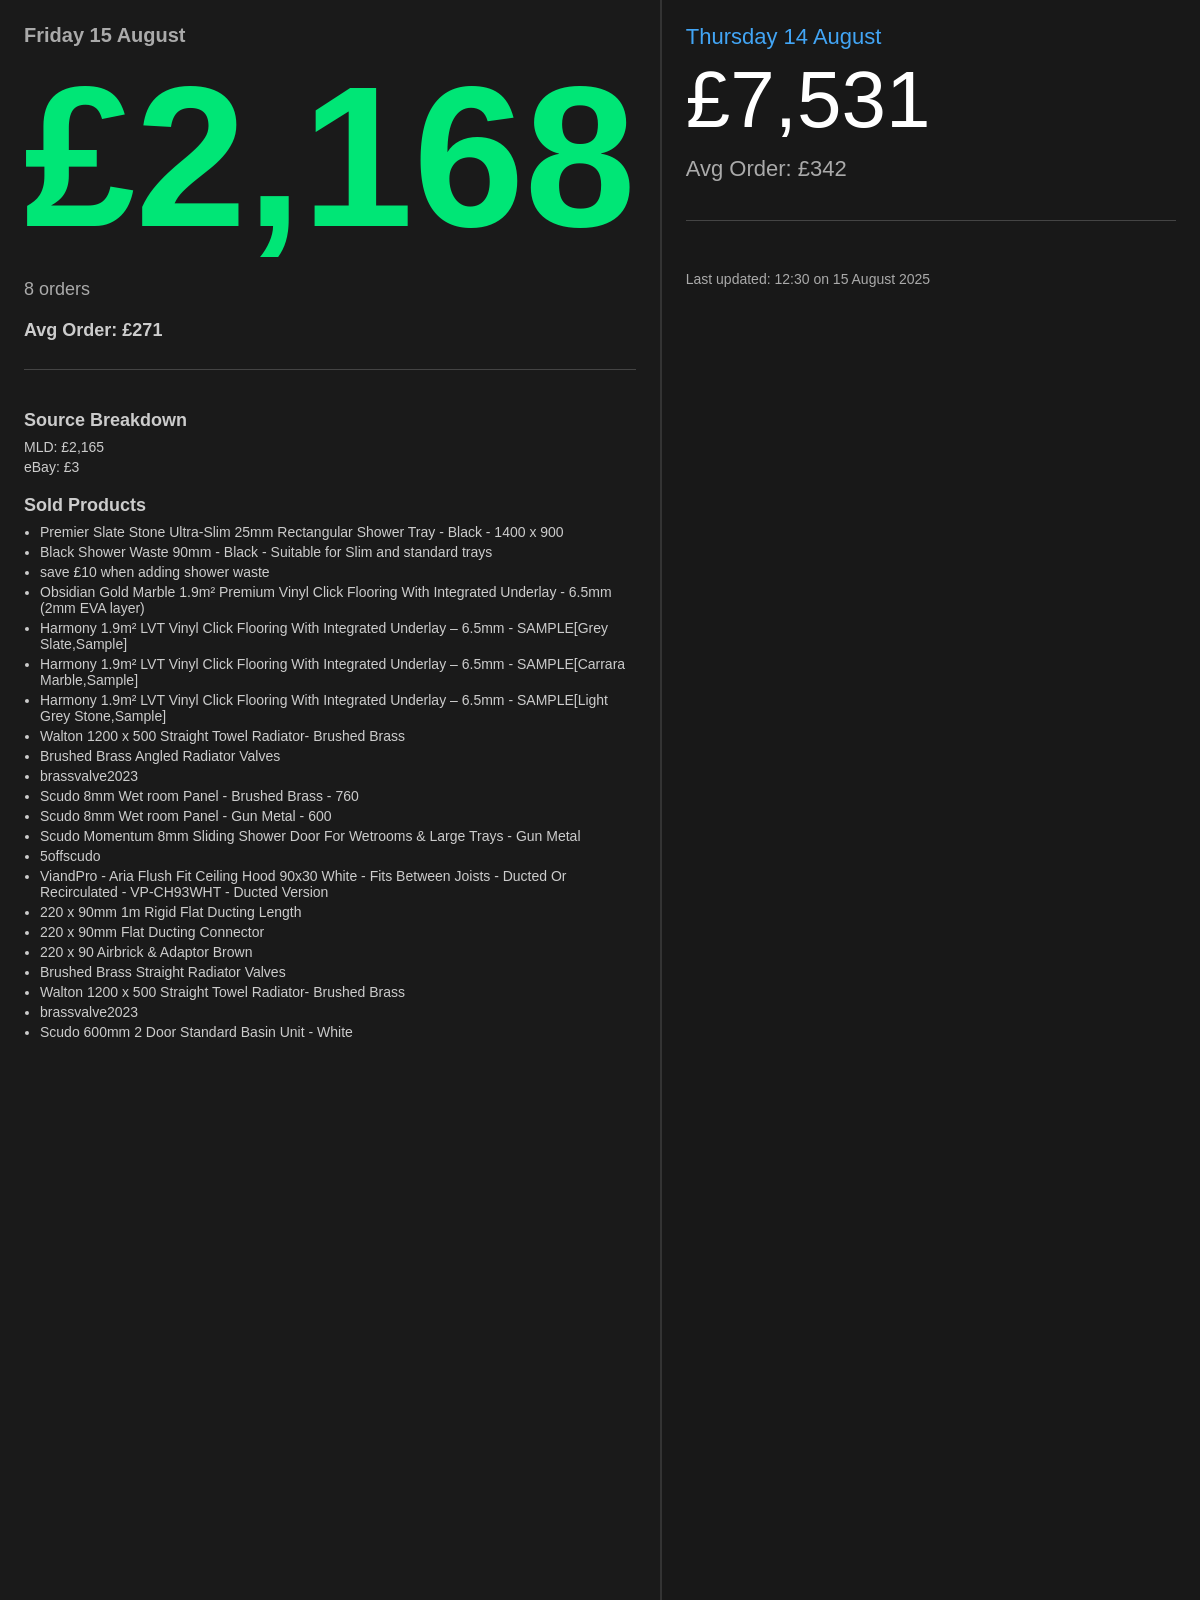 Friday 15 August
£2,168
8 orders
Avg Order: £271
Source Breakdown
MLD: £2,165
eBay: £3
Sold Products
• Premier Slate Stone Ultra-Slim 25mm Rectangular Shower Tray - Black - 1400 x 900
• Black Shower Waste 90mm - Black - Suitable for Slim and standard trays
• save £10 when adding shower waste
• Obsidian Gold Marble 1.9m² Premium Vinyl Click Flooring With Integrated Underlay - 6.5mm
(2mm EVA layer)
• Harmony 1.9m² LVT Vinyl Click Flooring With Integrated Underlay – 6.5mm - SAMPLE[Grey
Slate,Sample]
• Harmony 1.9m² LVT Vinyl Click Flooring With Integrated Underlay – 6.5mm - SAMPLE[Carrara
Marble,Sample]
• Harmony 1.9m² LVT Vinyl Click Flooring With Integrated Underlay – 6.5mm - SAMPLE[Light
Grey Stone,Sample]
• Walton 1200 x 500 Straight Towel Radiator- Brushed Brass
• Brushed Brass Angled Radiator Valves
• brassvalve2023
• Scudo 8mm Wet room Panel - Brushed Brass - 760
• Scudo 8mm Wet room Panel - Gun Metal - 600
• Scudo Momentum 8mm Sliding Shower Door For Wetrooms & Large Trays - Gun Metal
• 5offscudo
• ViandPro - Aria Flush Fit Ceiling Hood 90x30 White - Fits Between Joists - Ducted Or
Recirculated - VP-CH93WHT - Ducted Version
• 220 x 90mm 1m Rigid Flat Ducting Length
• 220 x 90mm Flat Ducting Connector
• 220 x 90 Airbrick & Adaptor Brown
• Brushed Brass Straight Radiator Valves
• Walton 1200 x 500 Straight Towel Radiator- Brushed Brass
• brassvalve2023
• Scudo 600mm 2 Door Standard Basin Unit - White
Thursday 14 August
£7,531
Avg Order: £342
Last updated: 12:30 on 15 August 2025